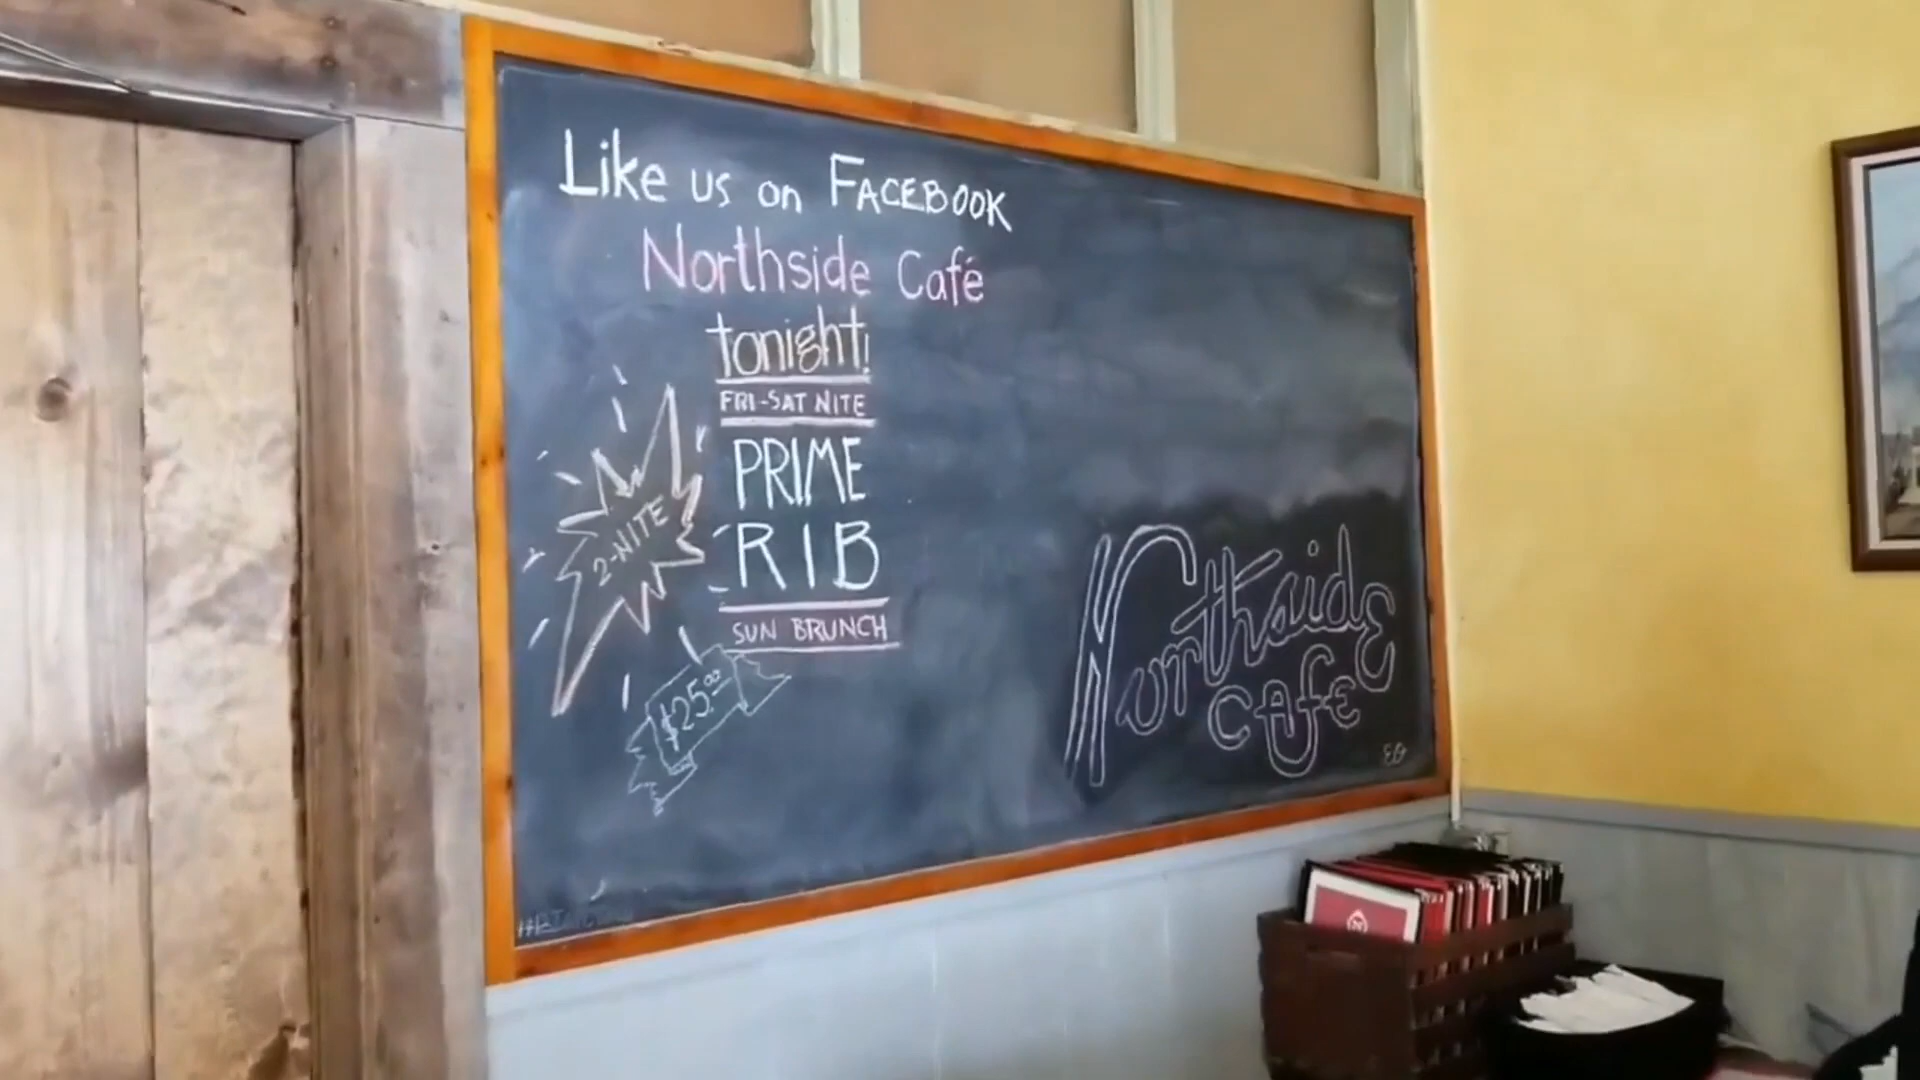 Like us on FACEBOOK
Northside Café
tonight!
FRI-SAT NITE
PRIME
RIB
2-NITE
SUN BRUNCH
$25.00
Northside
café